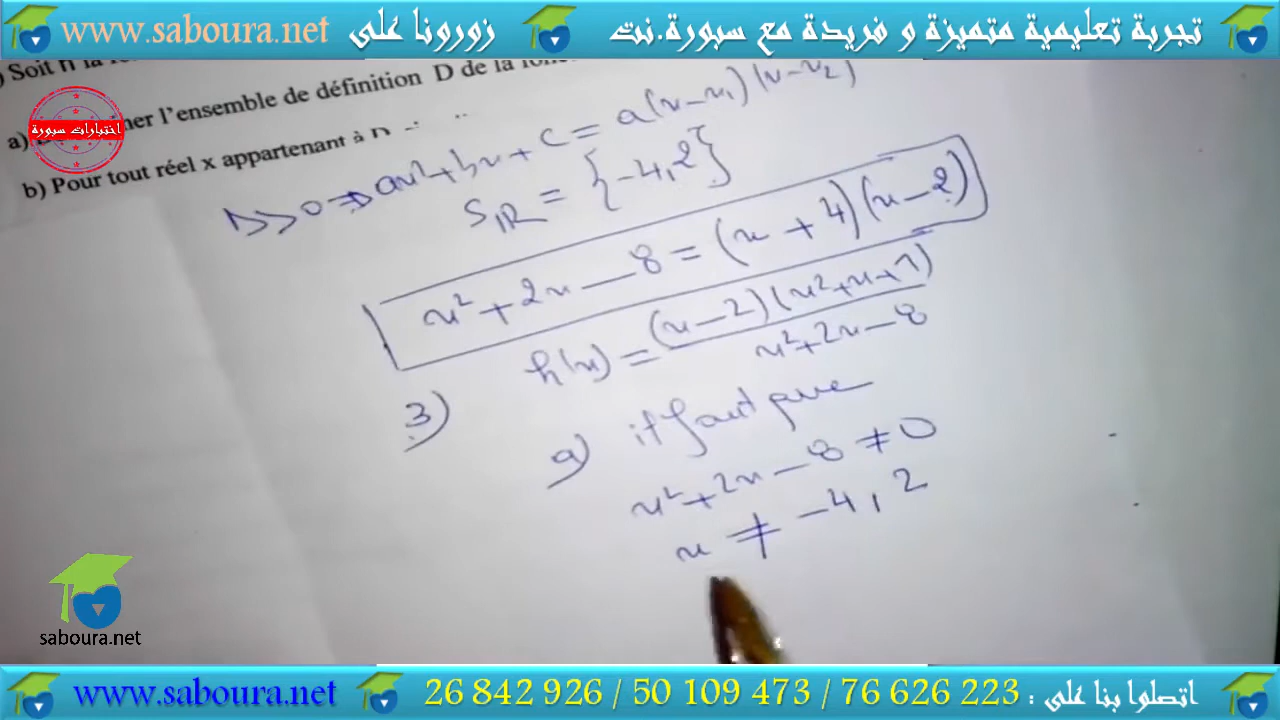 www.saboura.net زورونا على تجربة تعليمية متميزة و فريدة مع سبورة.نت
) Soit h la
a) ner l'ensemble de définition D de la
اختبارات سبورة
b) Pour tout réel x appartenant à D
Δ>0 ⇒ ax²+bx+c = a(x-x₁)(x-x₂)
S_IR = {-4,2}
x²+2x-8 = (x+4)(x-2)
h(x) = (x-2)(x²+x+1)
x²+2x-8
3)
a) il faut que
x²+2x-8 ≠ 0
x ≠ -4, 2
saboura.net
www.saboura.net 26 842 926 / 50 109 473 / 76 626 223 : اتصلوا بنا على